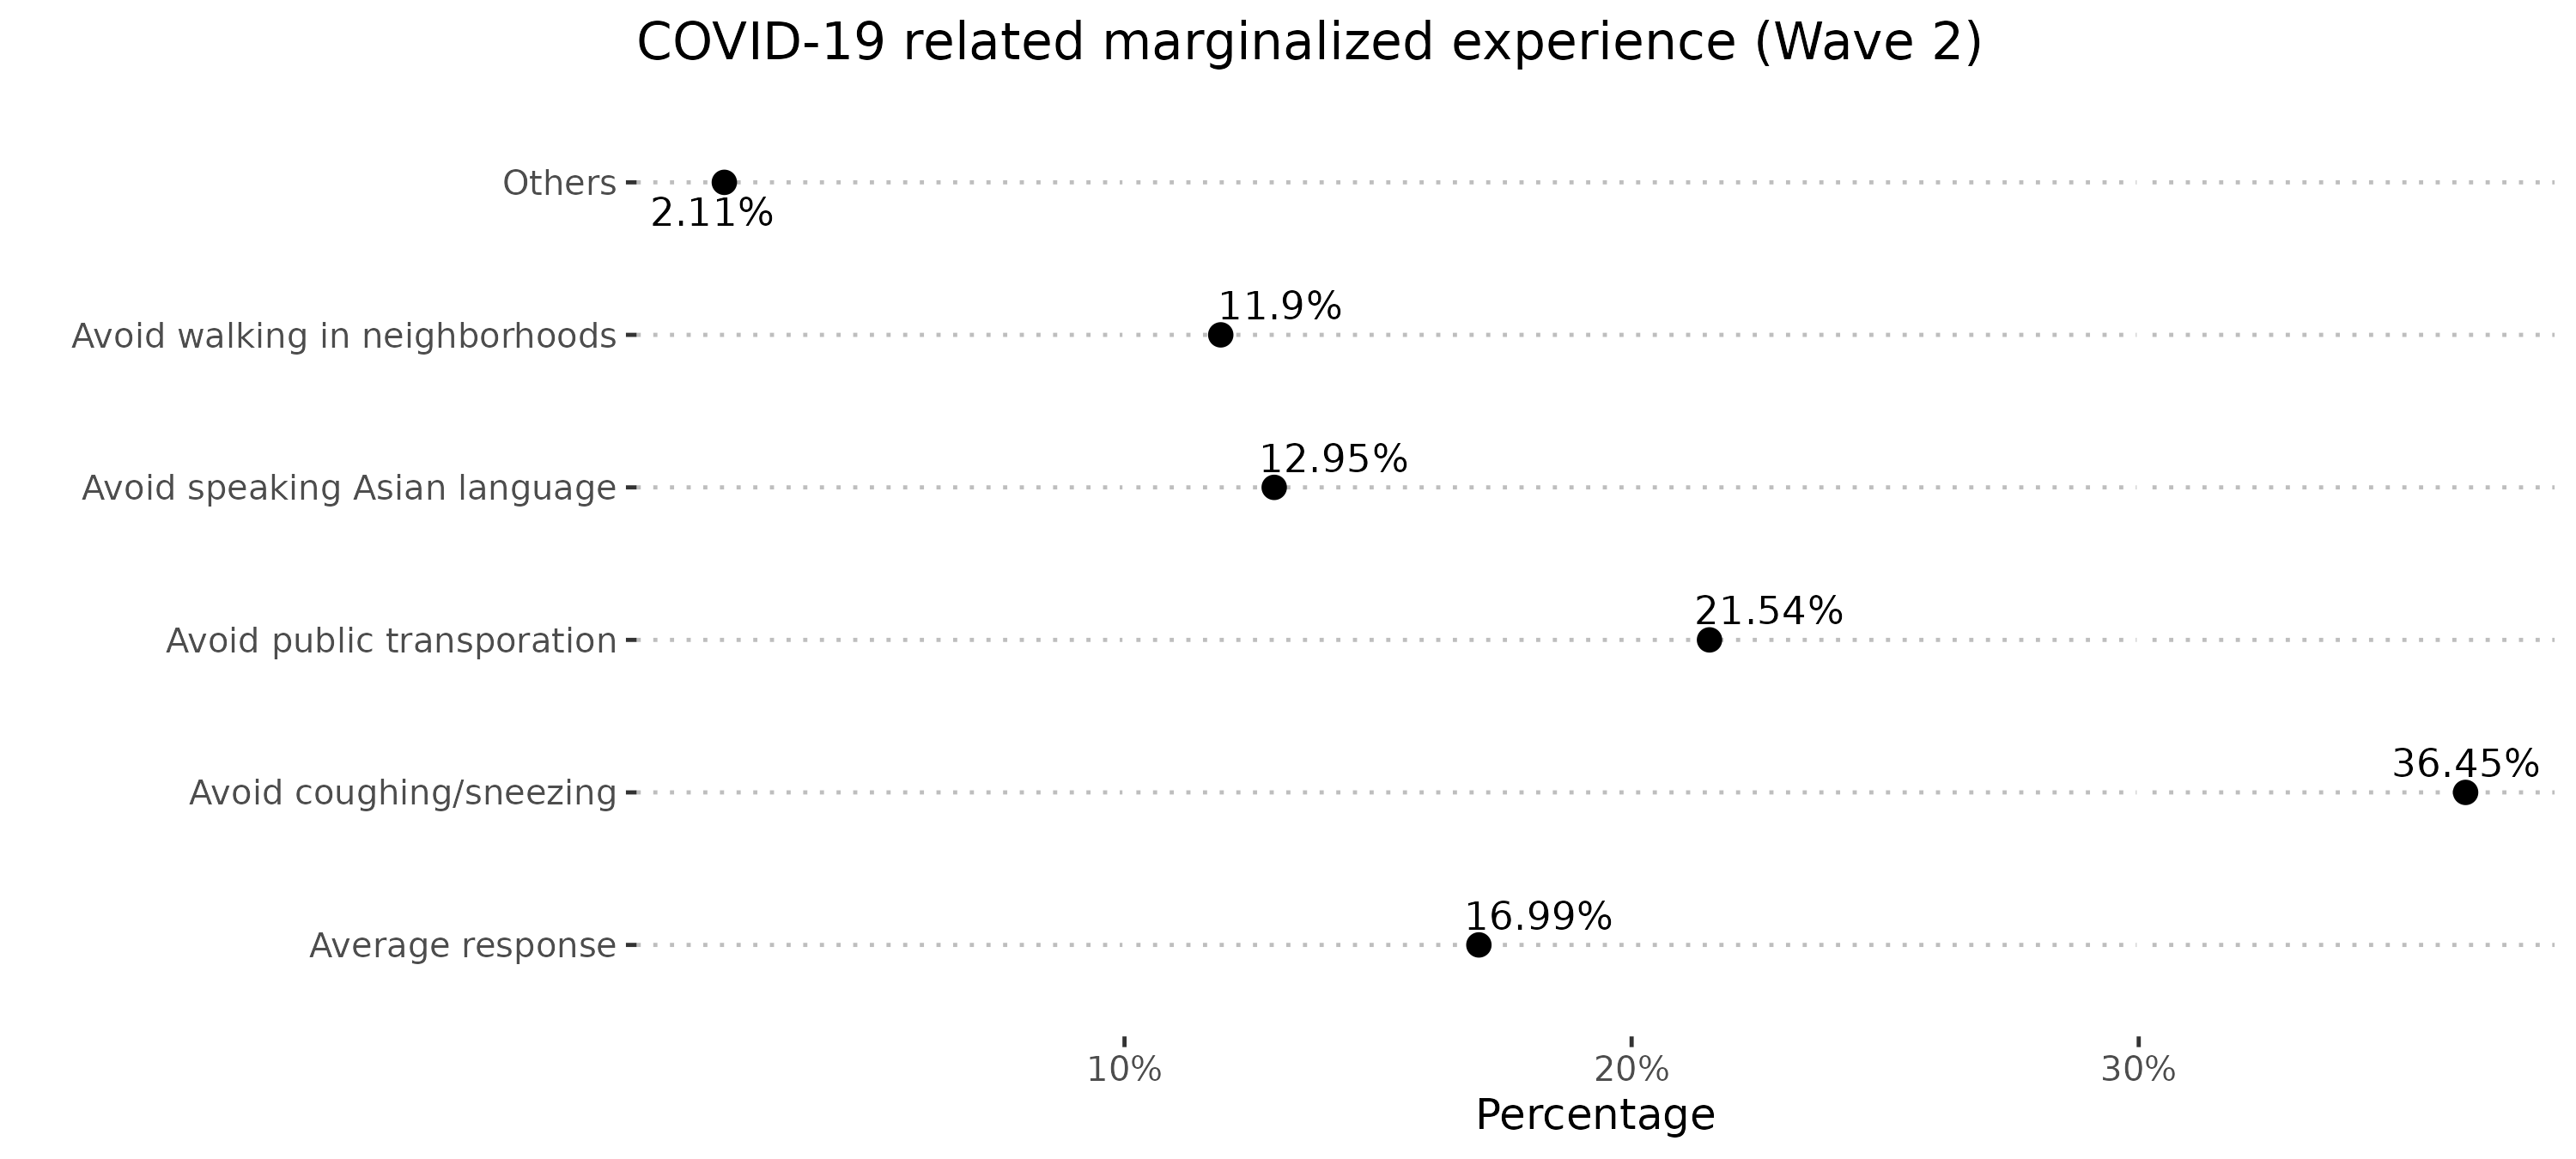 COVID-19 related marginalized experience (Wave 2)
Others
2.11%
11.9%
Avoid walking in neighborhoods
12.95%
Avoid speaking Asian language
21.54%
Avoid public transporation
36.45%
Avoid coughing/sneezing
16.99%
Average response
10% 20% 30%
Percentage